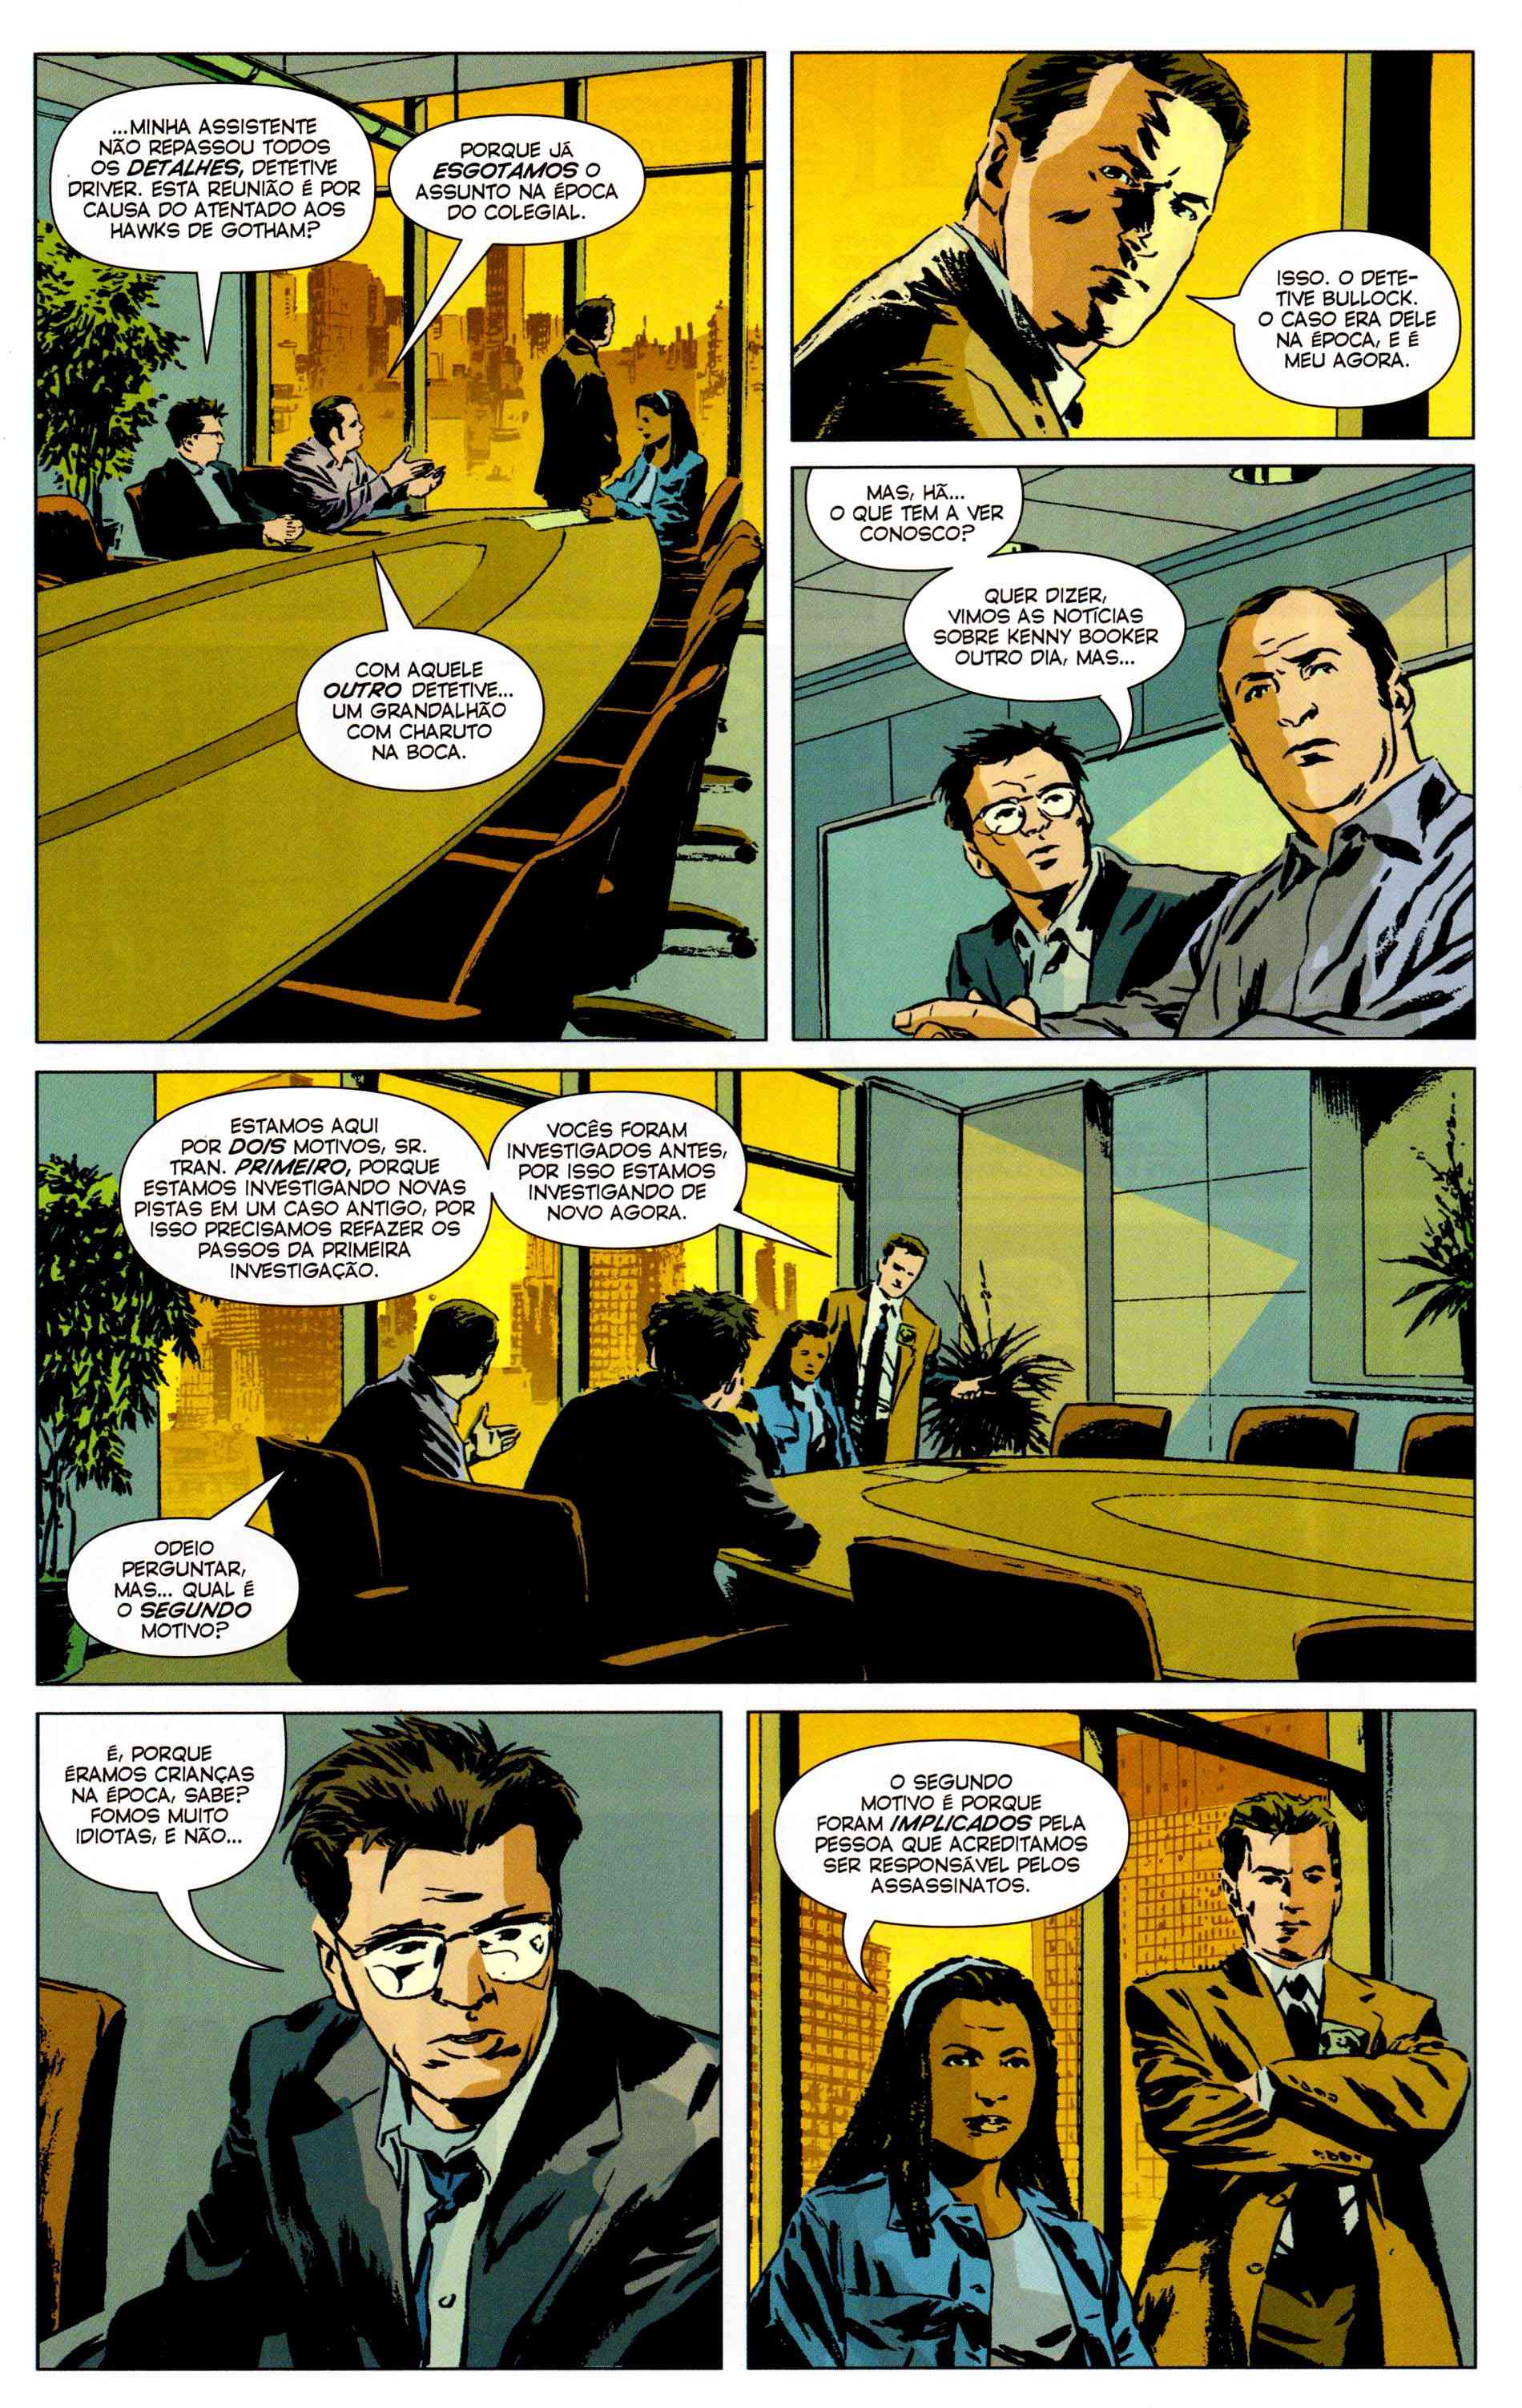 ...MINHA ASSISTENTE
NÃO REPASSOU TODOS
OS DETALHES, DETETIVE
DRIVER. ESTA REUNIÃO É POR
CAUSA DO ATENTADO AOS
HAWKS DE GOTHAM?
PORQUE JÁ
ESGOTAMOS O
ASSUNTO NA ÉPOCA
DO COLEGIAL.
COM AQUELE
OUTRO DETETIVE...
UM GRANDALHÃO
COM CHARUTO
NA BOCA.
ISSO. O DETE-
TIVE BULLOCK.
O CASO ERA DELE
NA ÉPOCA, E É
MEU AGORA.
MAS, HÃ...
O QUE TEM A VER
CONOSCO?
QUER DIZER,
VIMOS AS NOTÍCIAS
SOBRE KENNY BOOKER
OUTRO DIA, MAS...
ESTAMOS AQUI
POR DOIS MOTIVOS, SR.
TRAN. PRIMEIRO, PORQUE
ESTAMOS INVESTIGANDO NOVAS
PISTAS EM UM CASO ANTIGO, POR
ISSO PRECISAMOS REFAZER OS
PASSOS DA PRIMEIRA
INVESTIGAÇÃO.
VOCÊS FORAM
INVESTIGADOS ANTES,
POR ISSO ESTAMOS
INVESTIGANDO DE
NOVO AGORA.
ODEIO
PERGUNTAR,
MAS... QUAL É
O SEGUNDO
MOTIVO?
É, PORQUE
ÉRAMOS CRIANÇAS
NA ÉPOCA, SABE?
FOMOS MUITO
IDIOTAS, E NÃO...
O SEGUNDO
MOTIVO É PORQUE
FORAM IMPLICADOS PELA
PESSOA QUE ACREDITAMOS
SER RESPONSÁVEL PELOS
ASSASSINATOS.